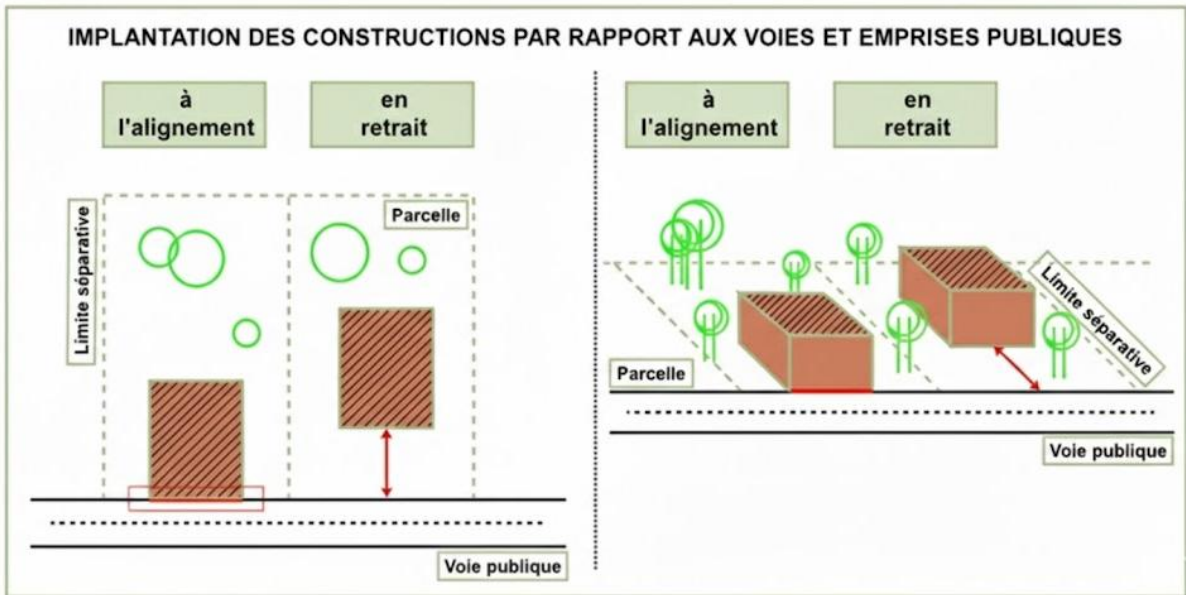 IMPLANTATION DES CONSTRUCTIONS PAR RAPPORT AUX VOIES ET EMPRISES PUBLIQUES
à
l'alignement
en
retrait
Limite séparative
Parcelle
Voie publique
à
l'alignement
en
retrait
Limite séparative
Parcelle
Voie publique